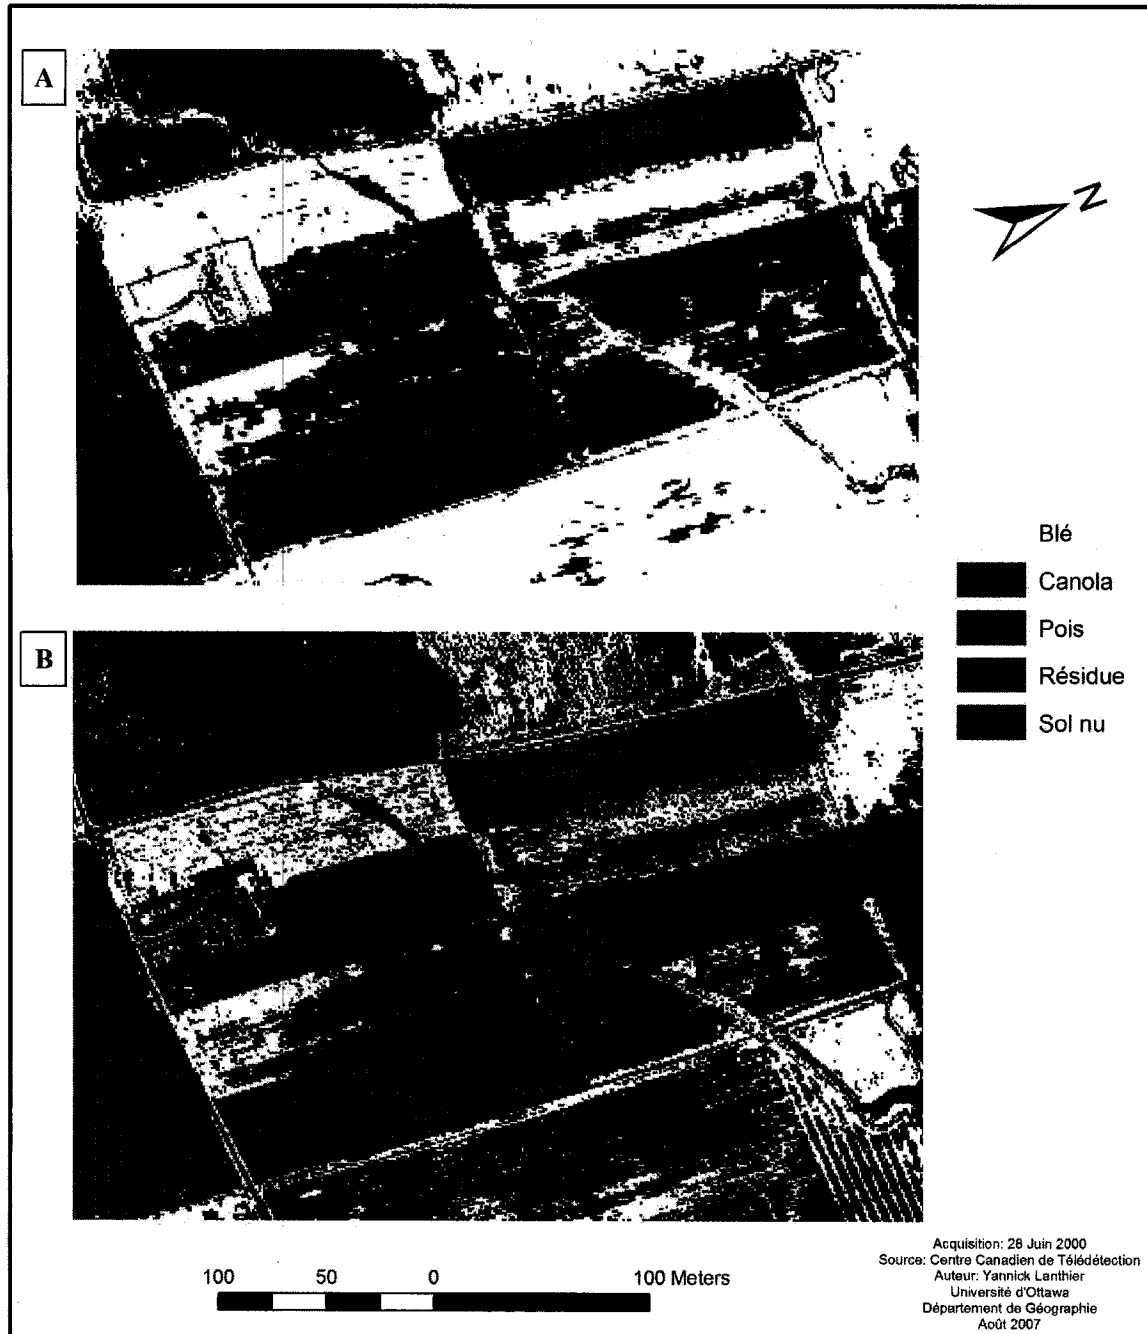 A
N
Blé
Canola
Pois
Résidue
Sol nu
B
100 50 0 100 Meters
Acquisition: 28 Juin 2000
Source: Centre Canadien de Télédétection
Auteur: Yannick Lanthier
Université d'Ottawa
Département de Géographie
Août 2007